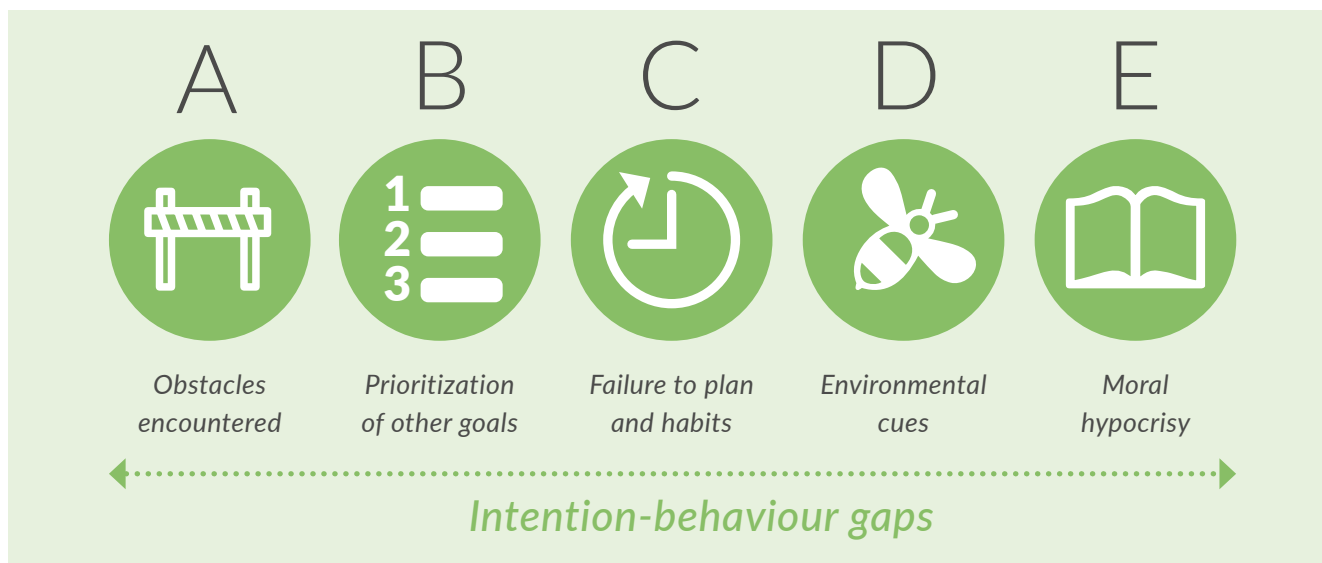 A B C D E
1
2
3
Obstacles
encountered
Prioritization
of other goals
Failure to plan
and habits
Environmental
cues
Moral
hypocrisy
Intention-behaviour gaps